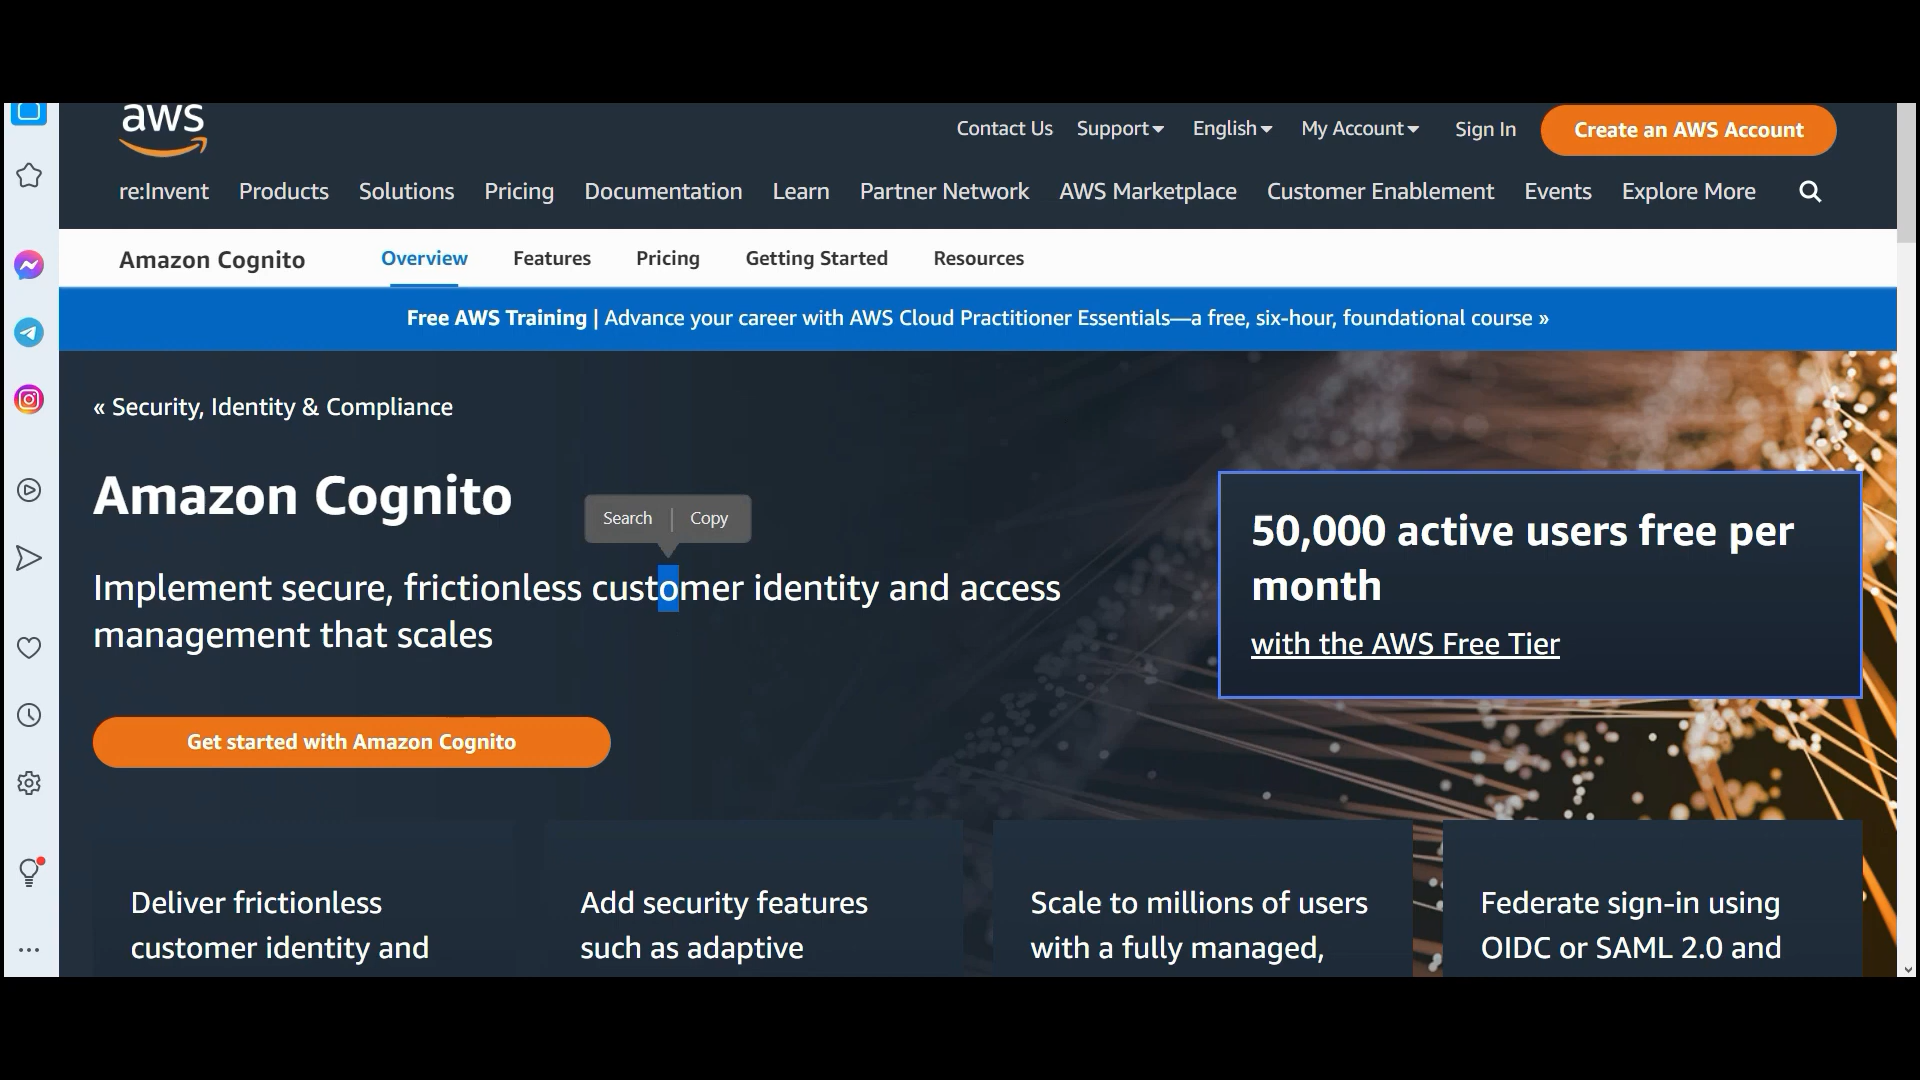 aws
Contact Us Support English My Account Sign In Create an AWS Account
re:Invent Products Solutions Pricing Documentation Learn Partner Network AWS Marketplace Customer Enablement Events Explore More
Amazon Cognito Overview Features Pricing Getting Started Resources
Free AWS Training | Advance your career with AWS Cloud Practitioner Essentials—a free, six-hour, foundational course »
« Security, Identity & Compliance
Amazon Cognito
Search Copy
Implement secure, frictionless customer identity and access
management that scales
Get started with Amazon Cognito
50,000 active users free per
month
with the AWS Free Tier
Deliver frictionless
customer identity and
Add security features
such as adaptive
Scale to millions of users
with a fully managed,
Federate sign-in using
OIDC or SAML 2.0 and